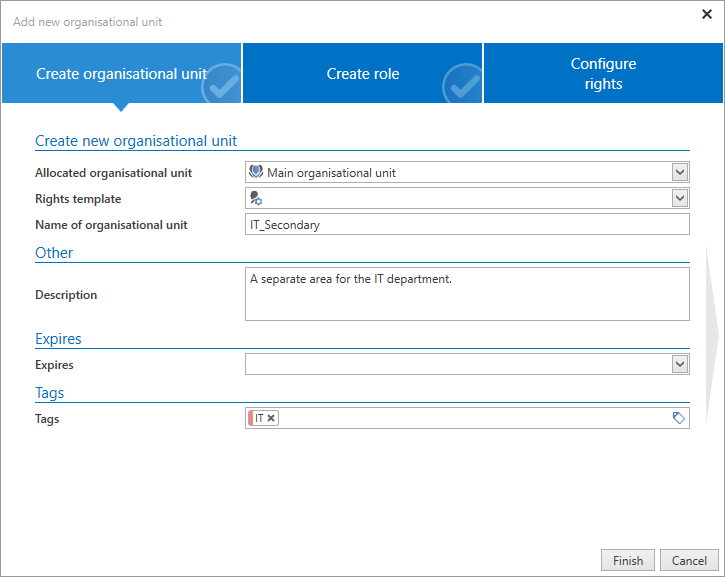 Add new organisational unit
Create organisational unit
Create role
Configure
rights
Create new organisational unit
Allocated organisational unit
Main organisational unit
Rights template
Name of organisational unit
IT_Secondary
Other
Description
A separate area for the IT department.
Expires
Expires
Tags
Tags
IT
Finish
Cancel